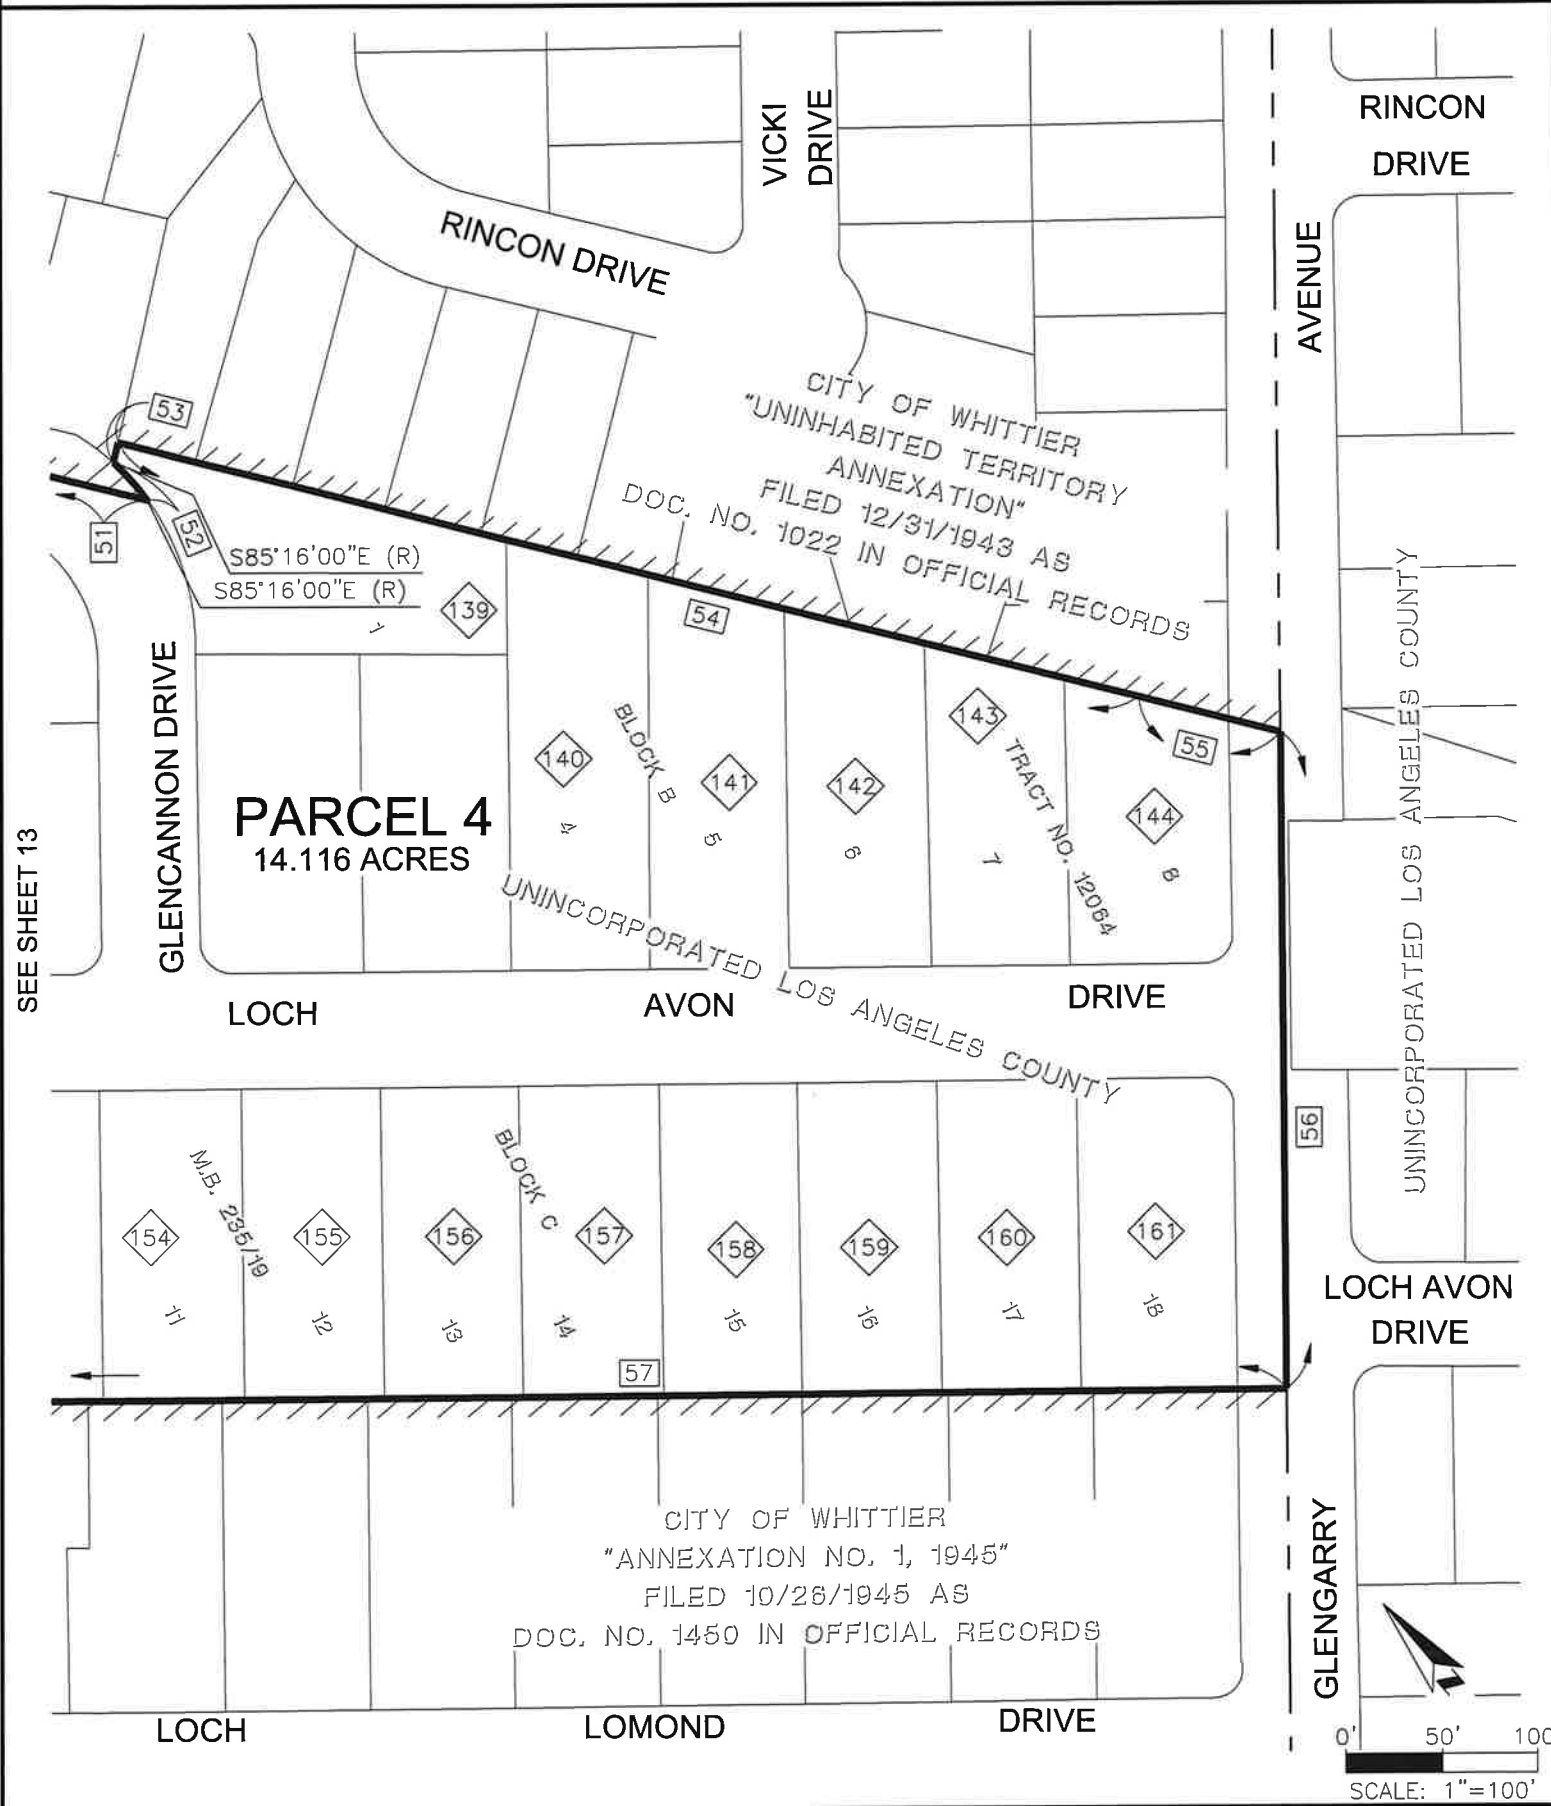 RINCON
DRIVE
VICKI
DRIVE
RINCON DRIVE
AVENUE
CITY OF WHITTIER
"UNINHABITED TERRITORY
ANNEXATION"
FILED 12/31/1943 AS
DOC. NO. 1022 IN OFFICIAL RECORDS
53
51
52
S85°16'00"E (R)
S85°16'00"E (R)
139
1
54
55
UNINCORPORATED LOS ANGELES COUNTY
SEE SHEET 13
GLENCANNON DRIVE
PARCEL 4
14.116 ACRES
140
BLOCK B
141
142
143
TRACT NO. 12064
144
4
5
6
7
8
UNINCORPORATED LOS ANGELES COUNTY
LOCH AVON DRIVE
56
M.B. 235/19
BLOCK C
154
155
156
157
158
159
160
161
11
12
13
14
15
16
17
18
57
LOCH AVON
DRIVE
CITY OF WHITTIER
"ANNEXATION NO. 1, 1945"
FILED 10/26/1945 AS
DOC. NO. 1450 IN OFFICIAL RECORDS
GLENGARRY
LOCH LOMOND DRIVE
N
0' 50' 100
SCALE: 1"=100'